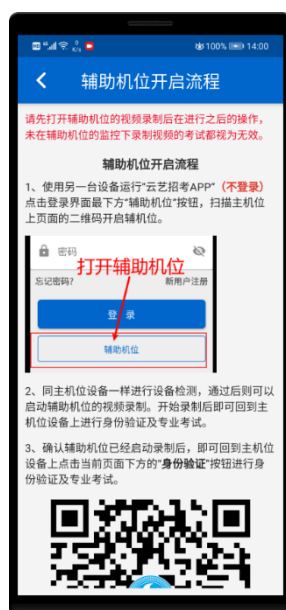 HD 4G 0 K/s 100% 14:00
辅助机位开启流程
请先打开辅助机位的视频录制后在进行之后的操作，
未在辅助机位的监控下录制视频的考试都视为无效。
辅助机位开启流程
1、使用另一台设备运行“云艺招考APP”（不登录）
点击登录界面最下方“辅助机位”按钮，扫描主机位
上页面的二维码开启辅机位。
密码
打开辅助机位
忘记密码？ 新用户注册
登 录
辅助机位
2、同主机位设备一样进行设备检测，通过后则可以
启动辅助机位的视频录制。开始录制后即可回到主
机位设备上进行身份验证及专业考试。
3、确认辅助机位已经启动录制后，即可回到主机位
设备上点击当前页面下方的“身份验证”按钮进行身
份验证及专业考试。